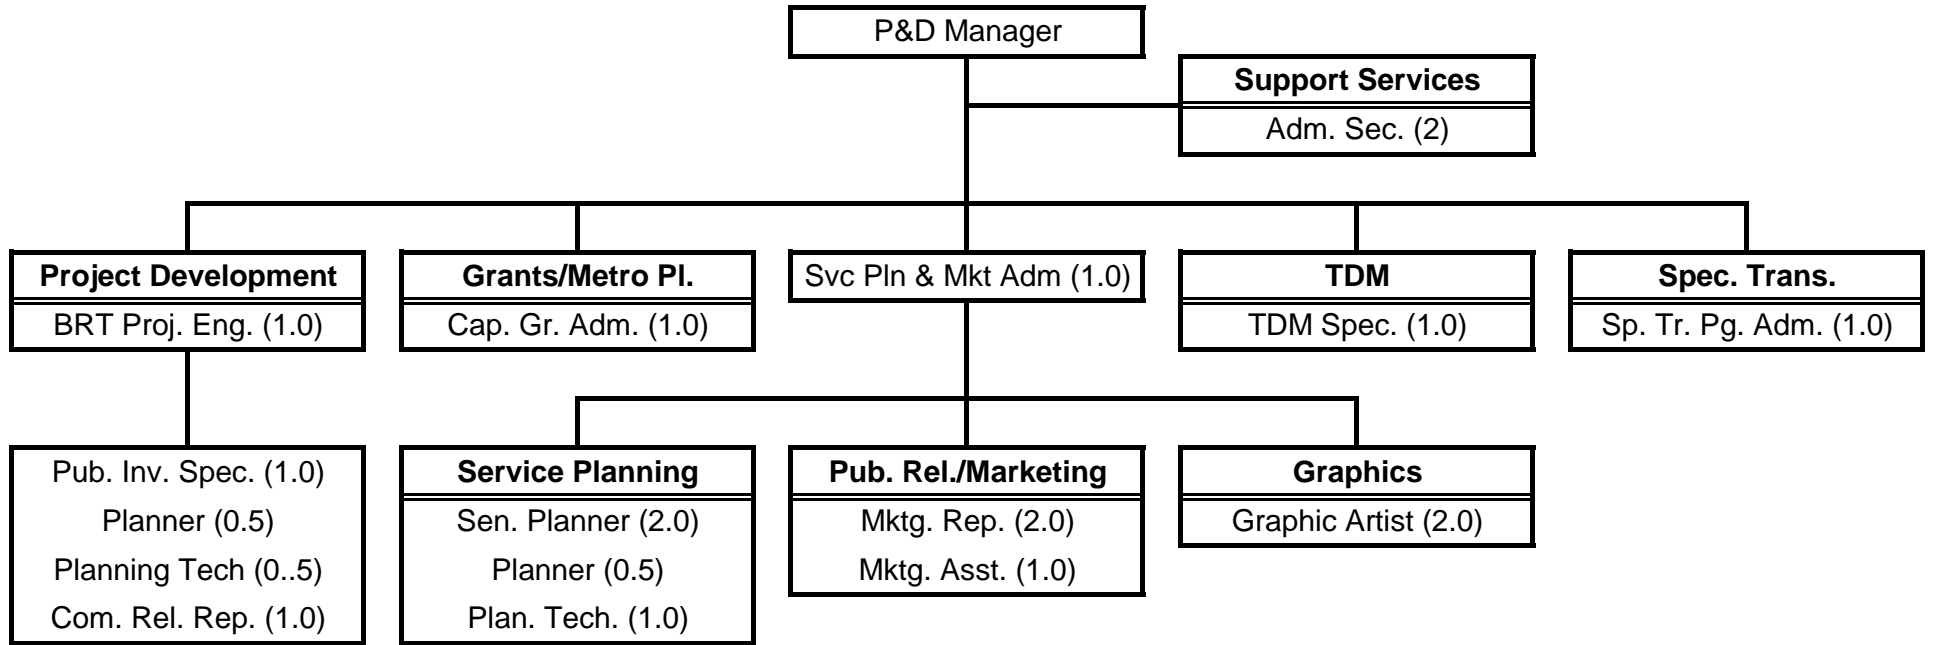 P&D Manager
Support Services
Adm. Sec. (2)
Project Development
BRT Proj. Eng. (1.0)
Grants/Metro Pl.
Cap. Gr. Adm. (1.0)
Svc Pln & Mkt Adm (1.0)
TDM
TDM Spec. (1.0)
Spec. Trans.
Sp. Tr. Pg. Adm. (1.0)
Pub. Inv. Spec. (1.0)
Planner (0.5)
Planning Tech (0..5)
Com. Rel. Rep. (1.0)
Service Planning
Sen. Planner (2.0)
Planner (0.5)
Plan. Tech. (1.0)
Pub. Rel./Marketing
Mktg. Rep. (2.0)
Mktg. Asst. (1.0)
Graphics
Graphic Artist (2.0)